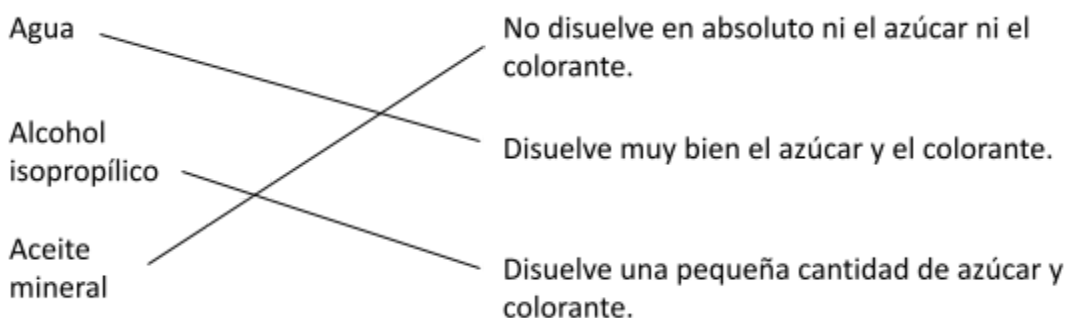 Agua
Alcohol
isopropílico
Aceite
mineral
No disuelve en absoluto ni el azúcar ni el
colorante.
Disuelve muy bien el azúcar y el colorante.
Disuelve una pequeña cantidad de azúcar y
colorante.